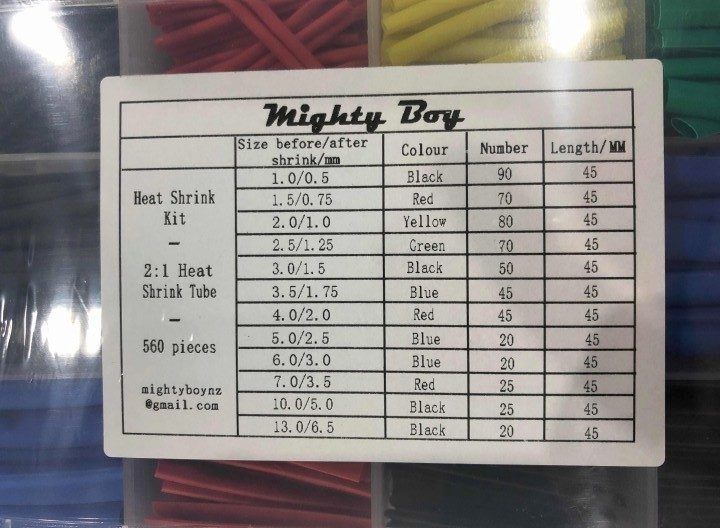 Mighty Boy
Size before/after shrink/mm Colour Number Length/MM
Heat Shrink
Kit
—
2:1 Heat
Shrink Tube
—
560 pieces
mightyboynz
@gmail.com
1.0/0.5 Black 90 45
1.5/0.75 Red 70 45
2.0/1.0 Yellow 80 45
2.5/1.25 Green 70 45
3.0/1.5 Black 50 45
3.5/1.75 Blue 45 45
4.0/2.0 Red 45 45
5.0/2.5 Blue 20 45
6.0/3.0 Blue 20 45
7.0/3.5 Red 25 45
10.0/5.0 Black 25 45
13.0/6.5 Black 20 45